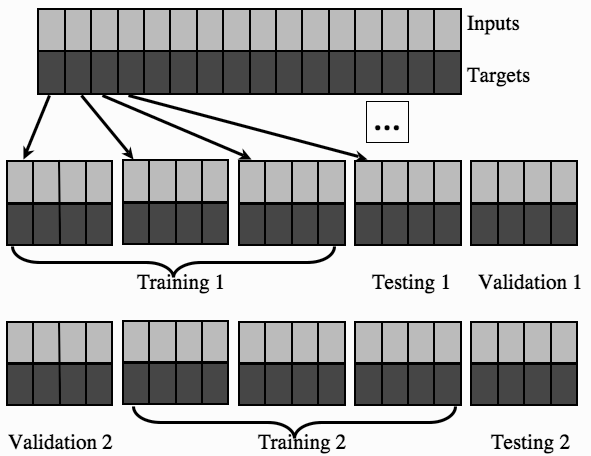 Inputs
Targets
...
Training 1
Testing 1
Validation 1
Validation 2
Training 2
Testing 2